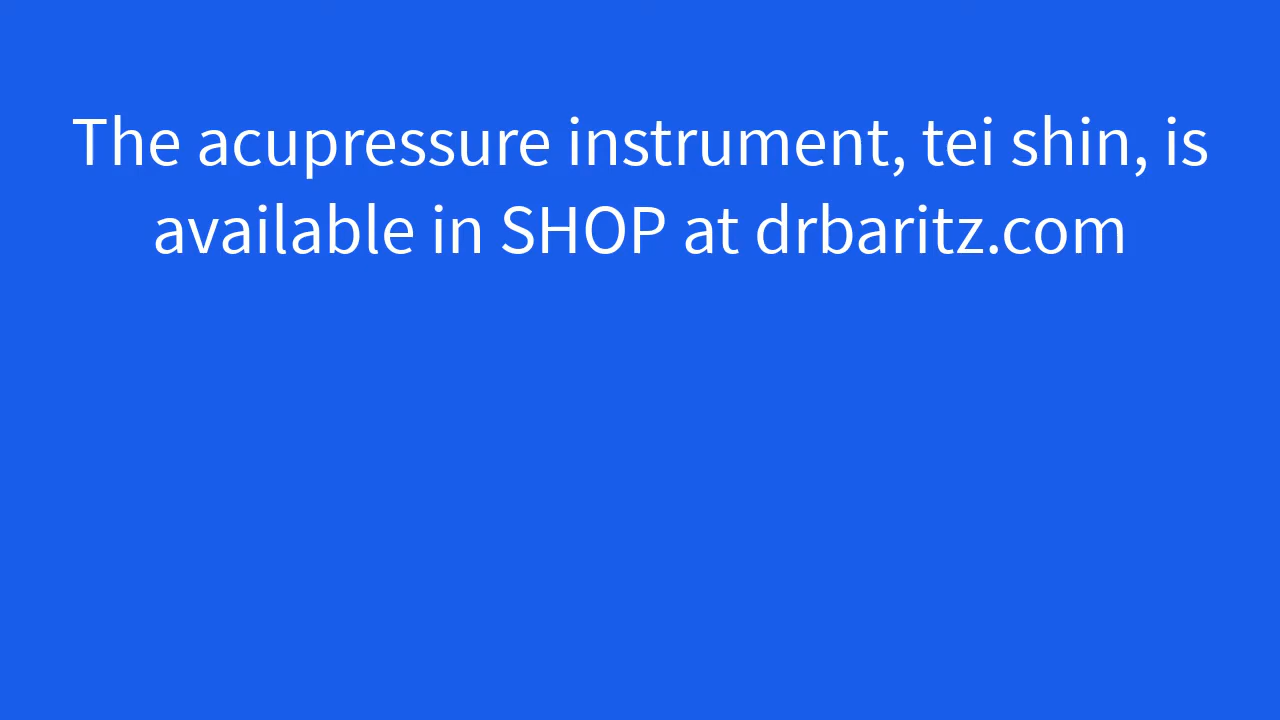 The acupressure instrument, tei shin, is
available in SHOP at drbaritz.com